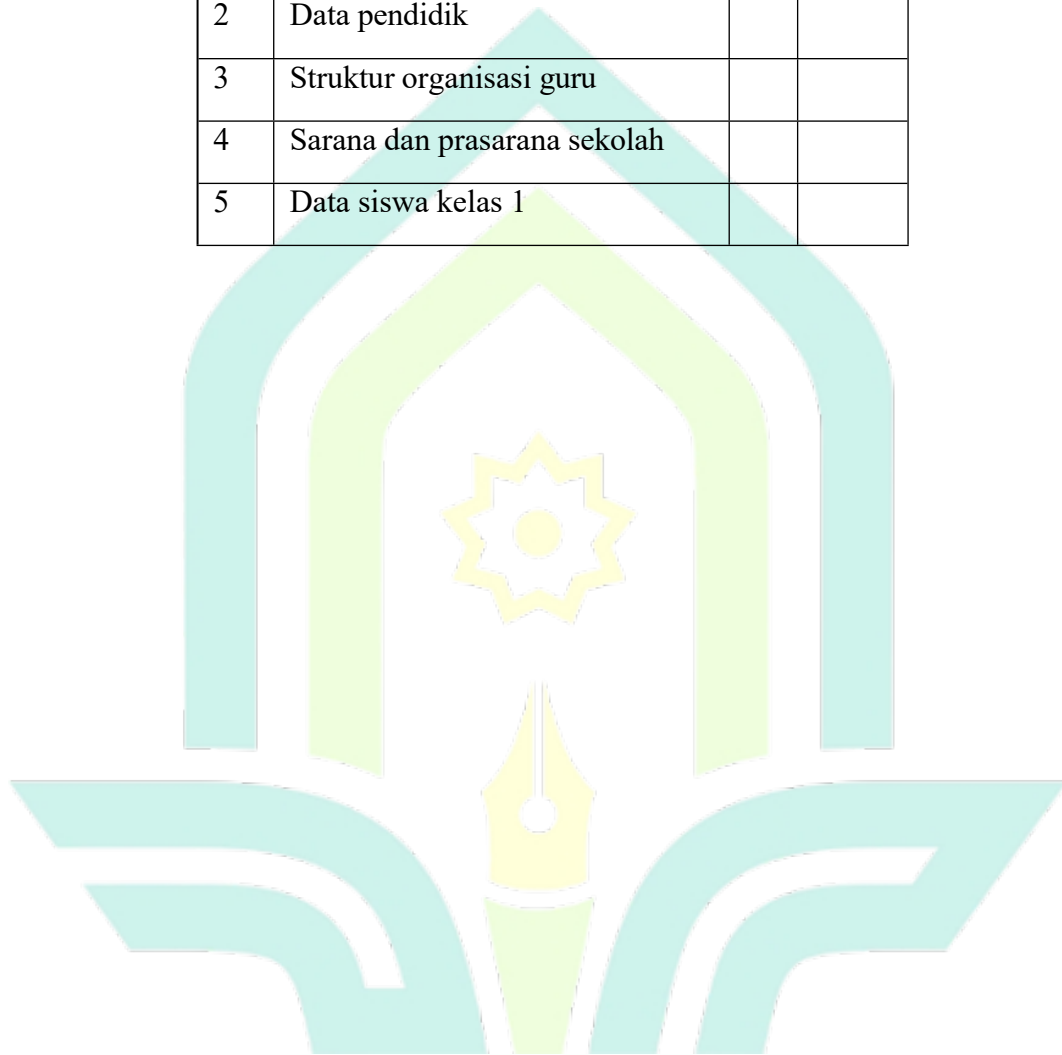 2 Data pendidik
3 Struktur organisasi guru
4 Sarana dan prasarana sekolah
5 Data siswa kelas 1